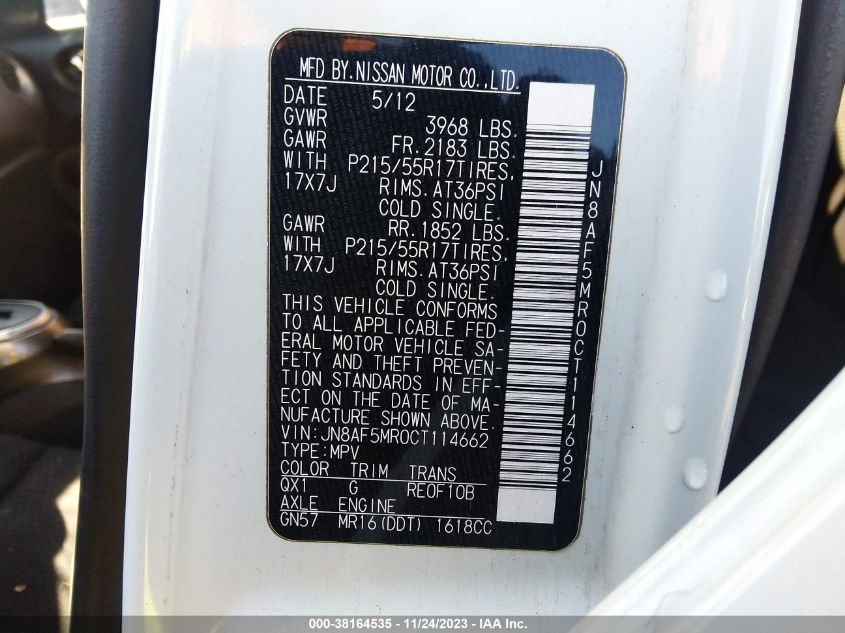 MFD BY.NISSAN MOTOR CO.,LTD.
DATE 5/12
GVWR 3968 LBS.
GAWR FR.2183 LBS.
WITH P215/55R17TIRES,
17X7J RIMS.AT36PSI
COLD SINGLE.
GAWR RR.1852 LBS.
WITH P215/55R17TIRES,
17X7J RIMS.AT36PSI
COLD SINGLE.
THIS VEHICLE CONFORMS
TO ALL APPLICABLE FED-
ERAL MOTOR VEHICLE SA-
FETY AND THEFT PREVEN-
TION STANDARDS IN EFF-
ECT ON THE DATE OF MA-
NUFACTURE SHOWN ABOVE.
VIN:JN8AF5MR0CT114662
TYPE:MPV
COLOR TRIM TRANS
QX1 G RE0F10B
AXLE ENGINE
GN57 MR16(DDT) 1618CC
JN8AF5MR0CT114662
000-38164535 - 11/24/2023 - IAA Inc.